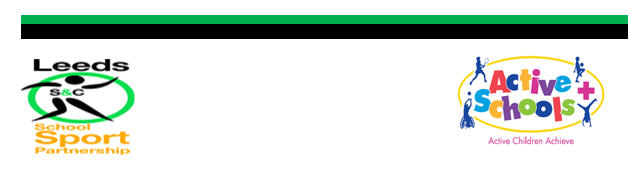 Leeds
S&C
School
Sport
Partnership
Active
Schools+
Active Children Achieve